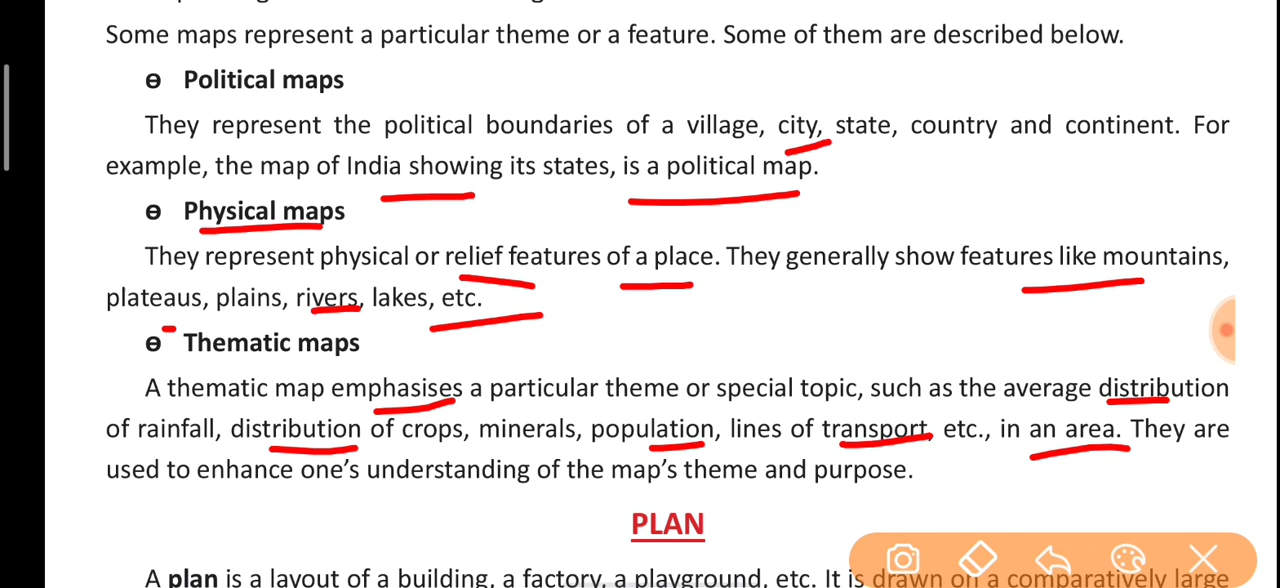 Some maps represent a particular theme or a feature. Some of them are described below.
ɵ Political maps
They represent the political boundaries of a village, city, state, country and continent. For
example, the map of India showing its states, is a political map.
ɵ Physical maps
They represent physical or relief features of a place. They generally show features like mountains,
plateaus, plains, rivers, lakes, etc.
ɵ Thematic maps
A thematic map emphasises a particular theme or special topic, such as the average distribution
of rainfall, distribution of crops, minerals, population, lines of transport, etc., in an area. They are
used to enhance one’s understanding of the map’s theme and purpose.
PLAN
A plan is a layout of a building, a factory, a playground, etc. It is drawn on a comparatively large